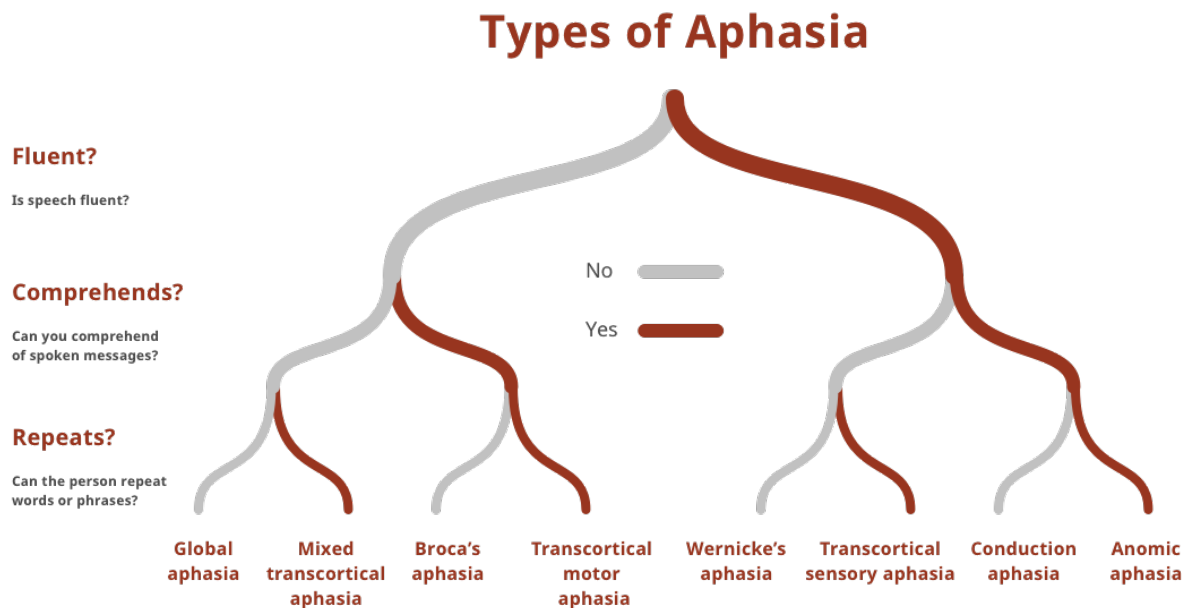 Types of Aphasia
Fluent?
Is speech fluent?
No
Comprehends?
Yes
Can you comprehend
of spoken messages?
Repeats?
Can the person repeat
words or phrases?
Global
aphasia
Mixed
transcortical
aphasia
Broca’s
aphasia
Transcortical
motor
aphasia
Wernicke’s
aphasia
Transcortical
sensory aphasia
Conduction
aphasia
Anomic
aphasia